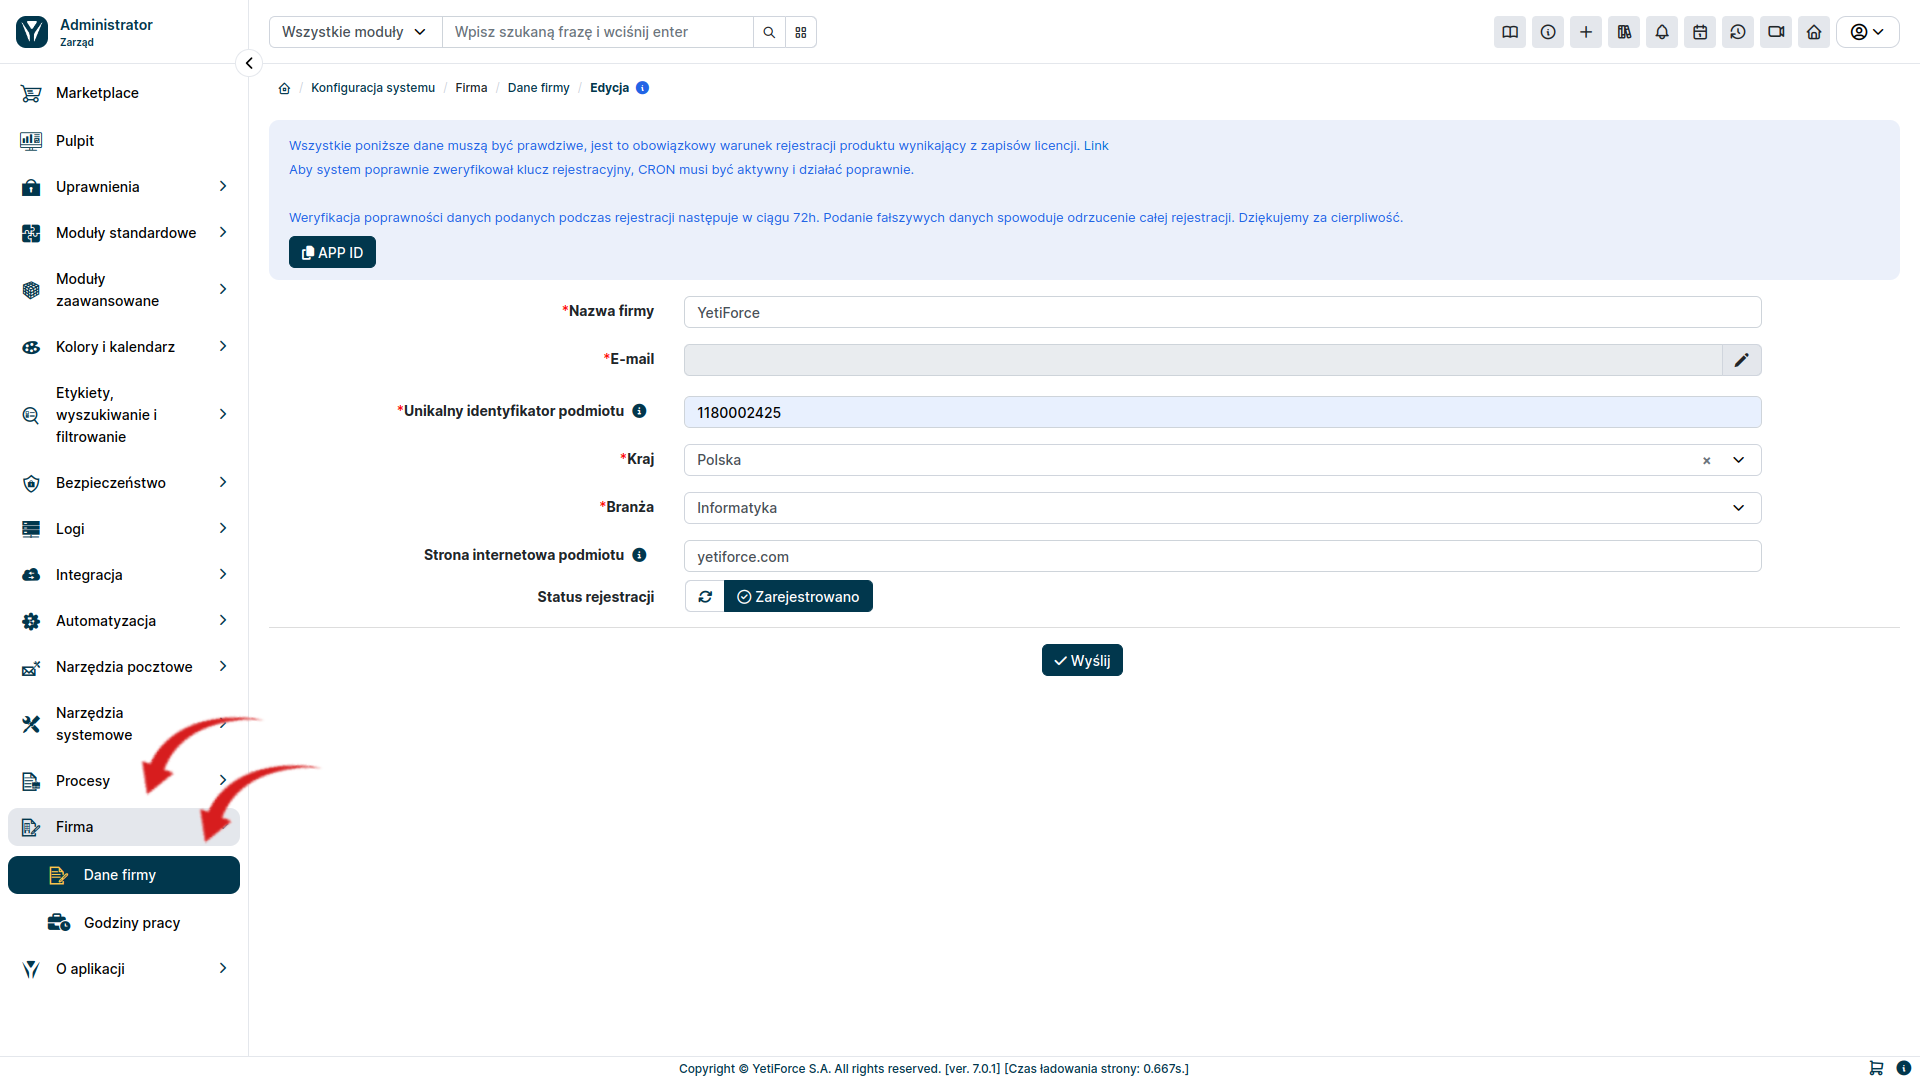 Administrator
Zarząd
Wszystkie moduły
Wpisz szukaną frazę i wciśnij enter
Marketplace
Pulpit
Uprawnienia
Moduły standardowe
Moduły
zaawansowane
Kolory i kalendarz
Etykiety,
wyszukiwanie i
filtrowanie
Bezpieczeństwo
Logi
Integracja
Automatyzacja
Narzędzia pocztowe
Narzędzia
systemowe
Procesy
Firma
Dane firmy
Godziny pracy
O aplikacji
/ Konfiguracja systemu / Firma / Dane firmy / Edycja
Wszystkie poniższe dane muszą być prawdziwe, jest to obowiązkowy warunek rejestracji produktu wynikający z zapisów licencji. Link
Aby system poprawnie zweryfikował klucz rejestracyjny, CRON musi być aktywny i działać poprawnie.
Weryfikacja poprawności danych podanych podczas rejestracji następuje w ciągu 72h. Podanie fałszywych danych spowoduje odrzucenie całej rejestracji. Dziękujemy za cierpliwość.
APP ID
*Nazwa firmy YetiForce
*E-mail
*Unikalny identyfikator podmiotu 1180002425
*Kraj Polska ×
*Branża Informatyka
Strona internetowa podmiotu yetiforce.com
Status rejestracji Zarejestrowano
Wyślij
Copyright © YetiForce S.A. All rights reserved. [ver. 7.0.1] [Czas ładowania strony: 0.667s.]